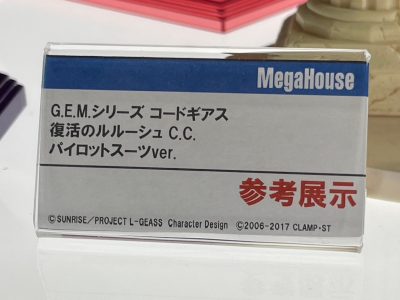 MegaHouse
G.E.M.シリーズ コードギアス
復活のルルーシュ C.C.
パイロットスーツver.
参考展示
©SUNRISE／PROJECT L-GEASS Character Design ©2006-2017 CLAMP・ST